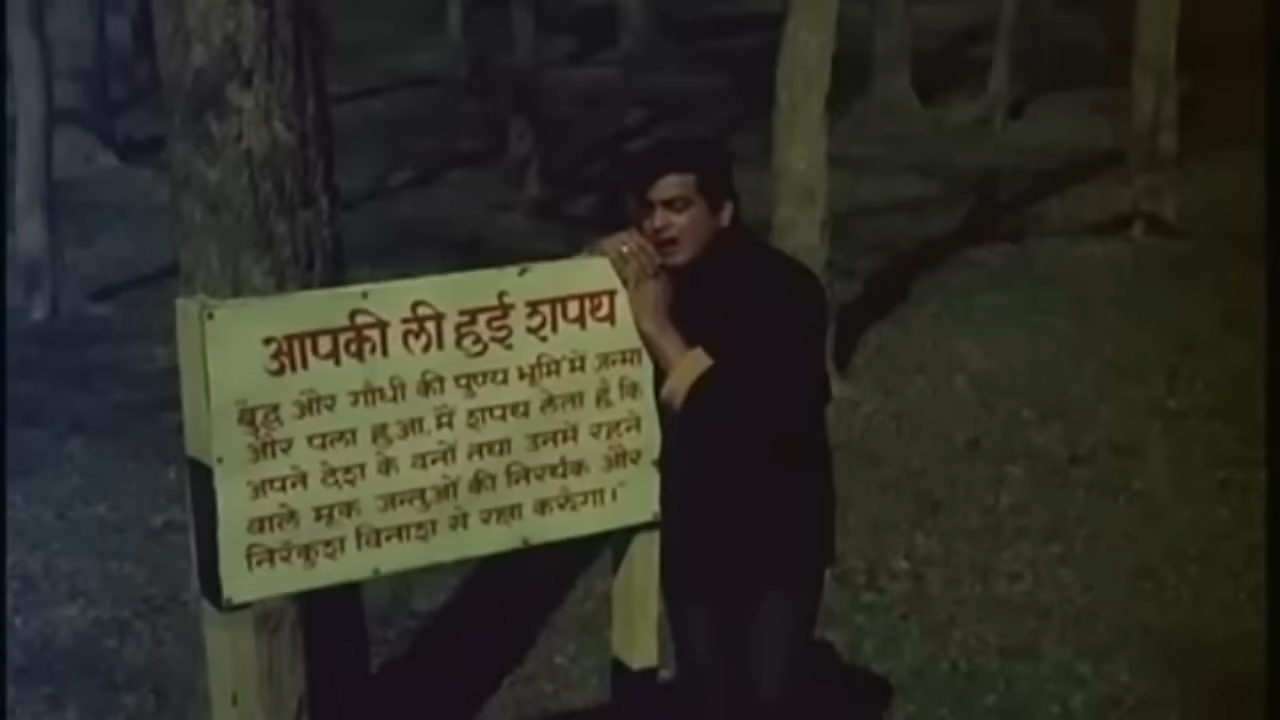 आपकी ली हुई शपथ
बुद्ध और गाँधी की पुण्य भूमि में जन्मा
और पला हुआ, मैं शपथ लेता हूँ कि
अपने देश के वनों तथा उनमें रहने
वाले मूक जन्तुओं की निरर्थक और
निरंकुश विनाश से रक्षा करूंगा।"